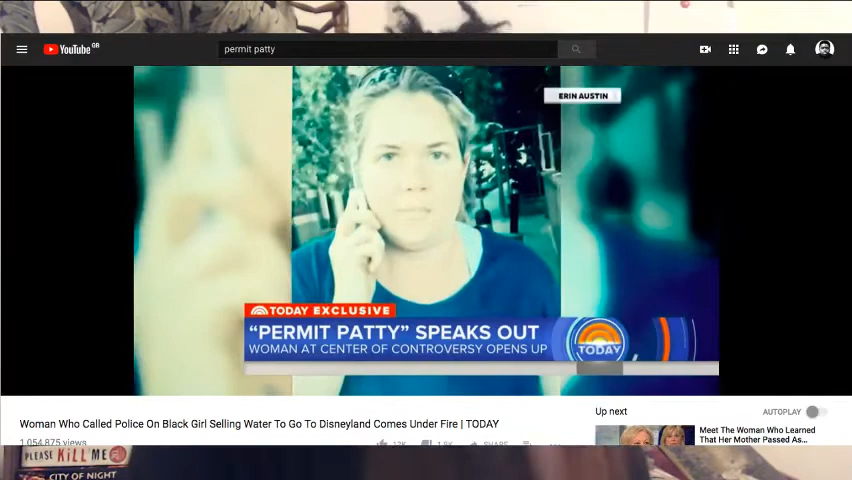 YouTube GB
permit patty
ERIN AUSTIN
TODAY EXCLUSIVE
“PERMIT PATTY” SPEAKS OUT
WOMAN AT CENTER OF CONTROVERSY OPENS UP
TODAY
Woman Who Called Police On Black Girl Selling Water To Go To Disneyland Comes Under Fire | TODAY
1,054,875 views
12K
SHARE
Up next
AUTOPLAY
Meet The Woman Who Learned
That Her Mother Passed As...
PLEASE KILL ME
CITY OF NIGHT